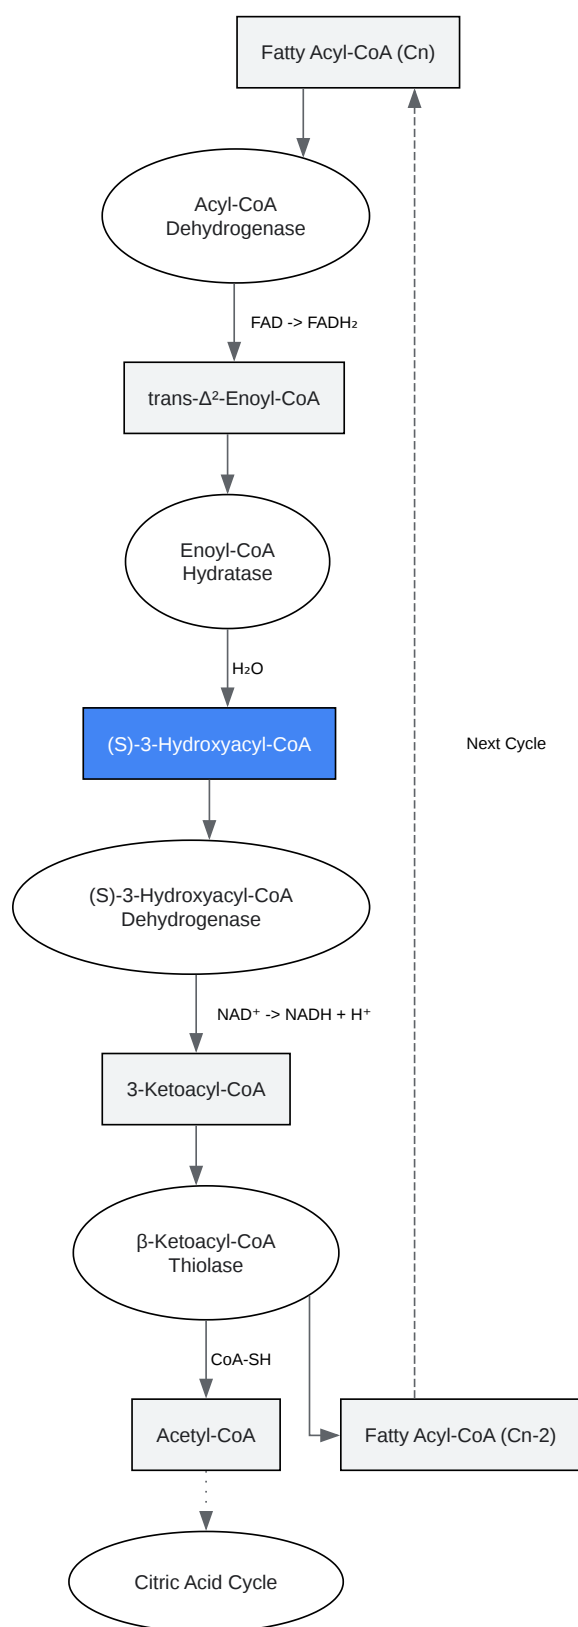 Fatty Acyl-CoA (Cn)
Acyl-CoA
Dehydrogenase
FAD -> FADH₂
trans-Δ²-Enoyl-CoA
Enoyl-CoA
Hydratase
H₂O
(S)-3-Hydroxyacyl-CoA
Next Cycle
(S)-3-Hydroxyacyl-CoA
Dehydrogenase
NAD⁺ -> NADH + H⁺
3-Ketoacyl-CoA
β-Ketoacyl-CoA
Thiolase
CoA-SH
Acetyl-CoA
Fatty Acyl-CoA (Cn-2)
Citric Acid Cycle